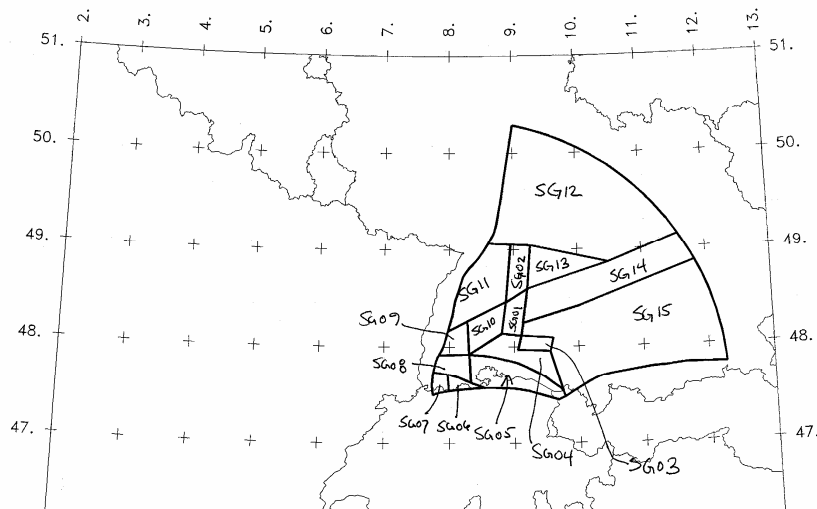 2. 3. 4. 5. 6. 7. 8. 9. 10. 11. 12. 13.
51. 51.
50. 50.
SG12
49. 49.
SG02
SG13
SG14
SG11
SG09
SG10
SG01
SG15
48. 48.
SG08
SG07
SG06
SG05
47. 47.
SG04
SG03